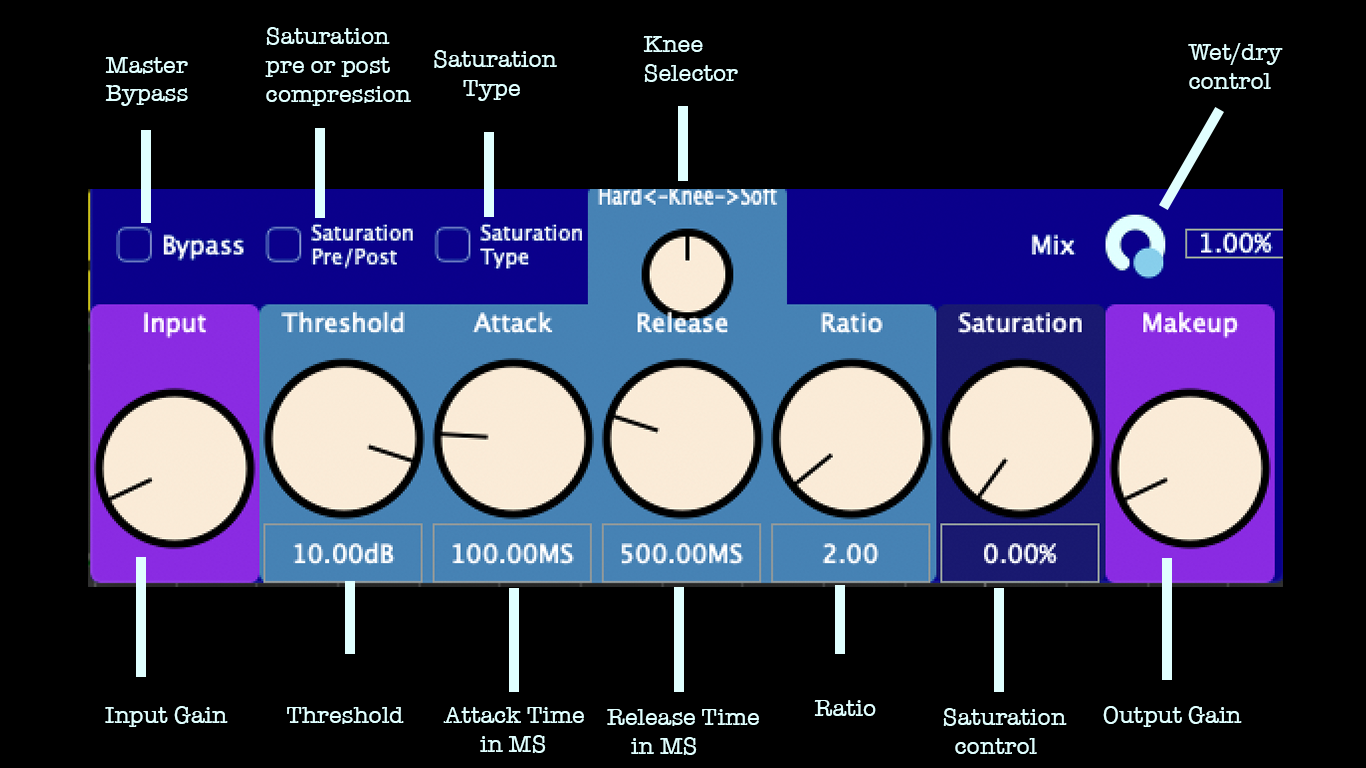 Master
Bypass
Saturation
pre or post
compression
Saturation
Type
Knee
Selector
Wet/dry
control
Hard<-Knee->Soft
Bypass
Saturation
Pre/Post
Saturation
Type
Mix
1.00%
Input
Threshold
Attack
Release
Ratio
Saturation
Makeup
10.00dB
100.00MS
500.00MS
2.00
0.00%
Input Gain
Threshold
Attack Time
in MS
Release Time
in MS
Ratio
Saturation
control
Output Gain